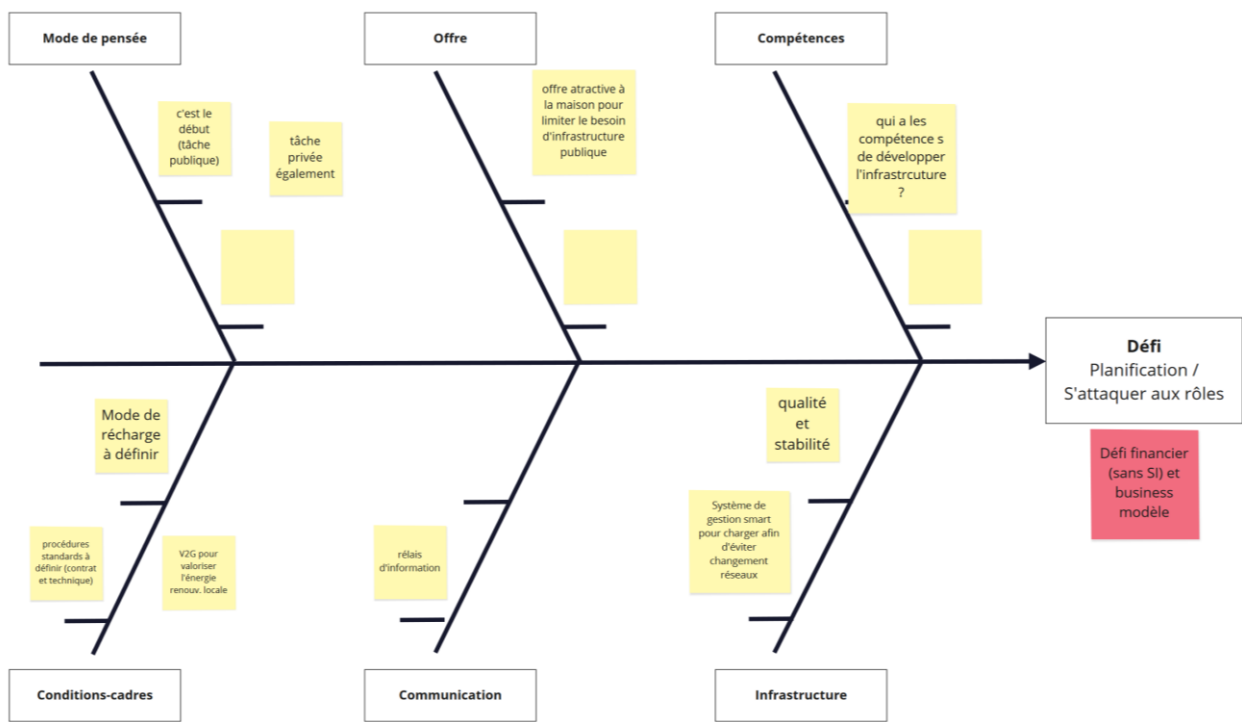 Mode de pensée
Offre
Compétences
c'est le
début
(tâche
publique)
tâche
privée
également
offre atractive à
la maison pour
limiter le besoin
d'infrastructure
publique
qui a les
compétence s
de développer
l'infrastrcuture
?
Défi
Planification /
S'attaquer aux rôles
Défi financier
(sans SI) et
business
modèle
Mode de
récharge
à définir
procédures
standards à
définir (contrat
et technique)
V2G pour
valoriser
l'énergie
renouv. locale
rélais
d'information
qualité
et
stabilité
Système de
gestion smart
pour charger afin
d'éviter
changement
réseaux
Conditions-cadres
Communication
Infrastructure